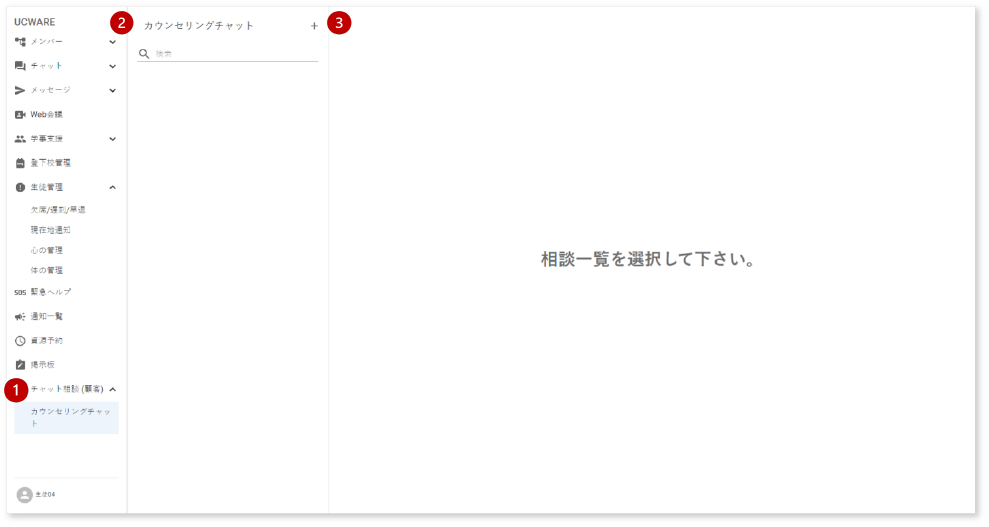 UCWARE
メンバー
チャット
メッセージ
Web会議
学事支援
登下校管理
生徒管理
欠席/遅刻/早退
現在地通知
心の管理
体の管理
SOS 緊急ヘルプ
通知一覧
資源予約
掲示板
1 チャット相談 (顧客)
カウンセリングチャッ
ト
生徒04
2 カウンセリングチャット + 3
検索
相談一覧を選択して下さい。